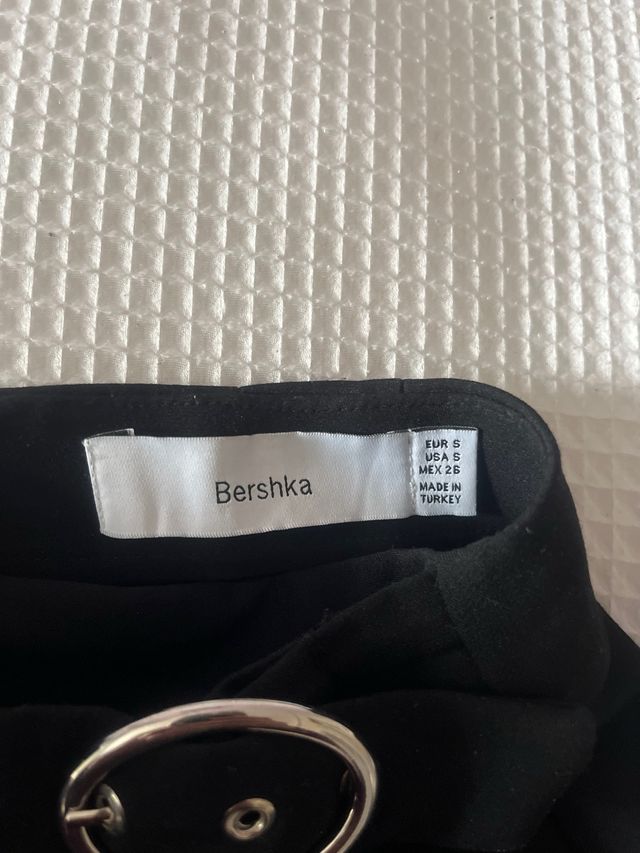 Bershka
EUR S
USA S
MEX 26
MADE IN
TURKEY